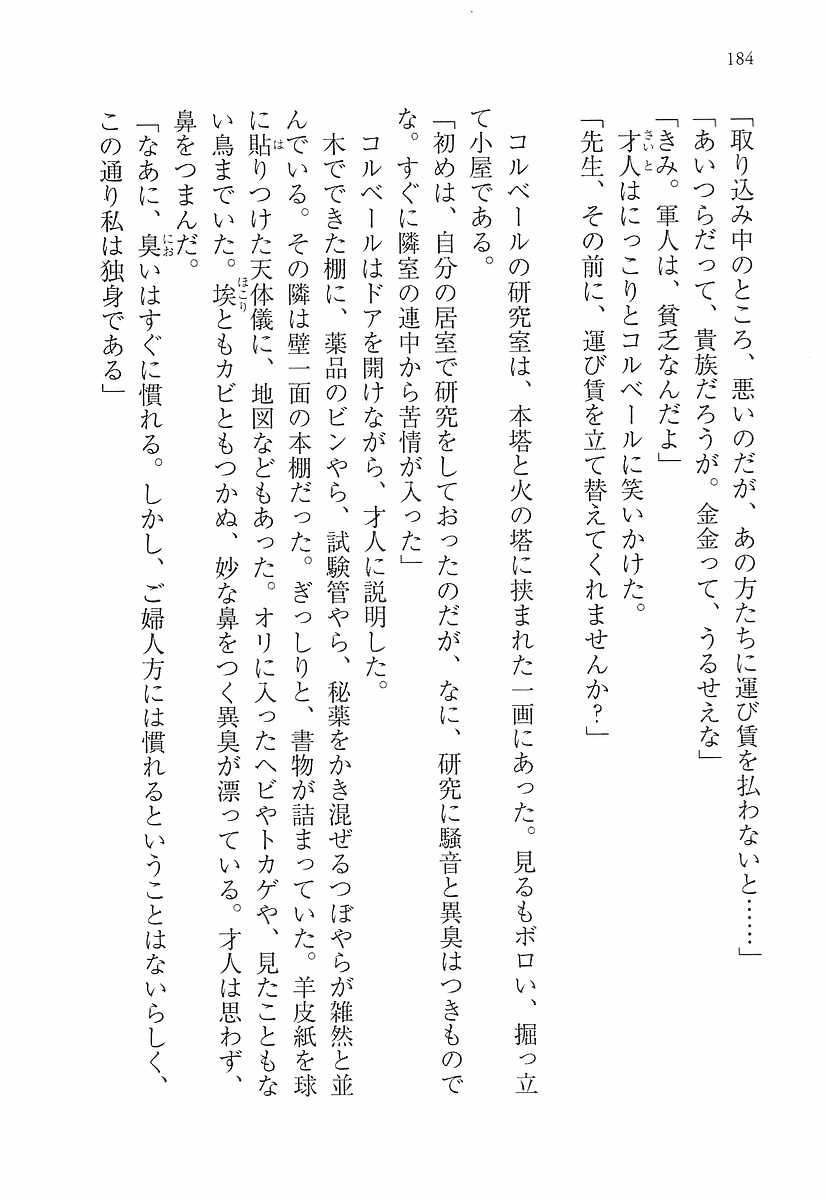 184
「取り込み中のところ、悪いのだが、あの方たちに運び賃を払わないと……」
「あいつらだって、貴族だろうが。金金って、うるせえな」
「きみ。軍人は、貧乏なんだよ」
才人はにっこりとコルベールに笑いかけた。
さいと
「先生、その前に、運び賃を立て替えてくれませんか？」
コルベールの研究室は、本塔と火の塔に挟まれた一画にあった。見るもボロい、掘っ立
て小屋である。
「初めは、自分の居室で研究をしておったのだが、なに、研究に騒音と異臭はつきもので
な。すぐに隣室の連中から苦情が入った」
コルベールはドアを開けながら、才人に説明した。
木でできた棚に、薬品のビンやら、試験管やら、秘薬をかき混ぜるつぼやらが雑然と並
んでいる。その隣は壁一面の本棚だった。ぎっしりと、書物が詰まっていた。羊皮紙を球
に貼りつけた天体儀に、地図などもあった。オリに入ったヘビやトカゲや、見たこともな
は
い鳥までいた。埃ともカビともつかぬ、妙な鼻をつく異臭が漂っている。才人は思わず、
ほこり
鼻をつまんだ。
「なあに、臭いはすぐに慣れる。しかし、ご婦人方には慣れるということはないらしく、
にお
この通り私は独身である」